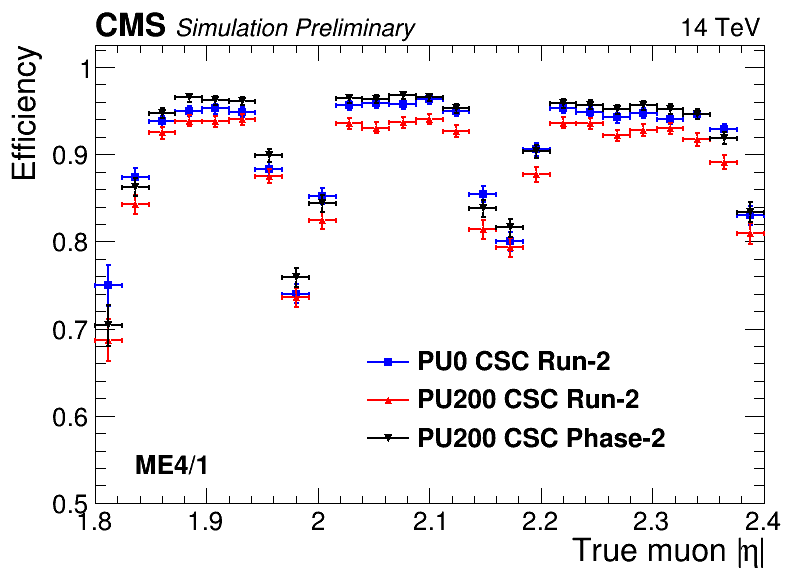 CMS Simulation Preliminary 14 TeV
Efficiency
1
0.9
0.8
0.7
0.6
0.5
PU0 CSC Run-2
PU200 CSC Run-2
PU200 CSC Phase-2
ME4/1
1.8 1.9 2 2.1 2.2 2.3 2.4
True muon |η|